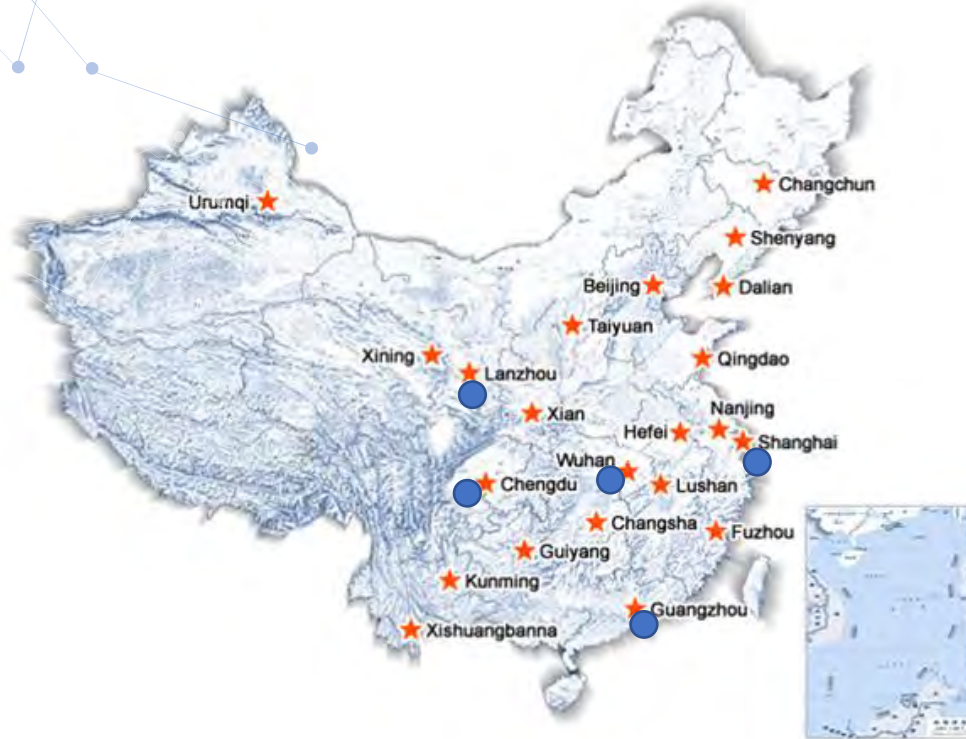 Changchun
Urumqi
Shenyang
Beijing
Dalian
Taiyuan
Xining
Qingdao
Lanzhou
Nanjing
Xian
Hefei
Shanghai
Wuhan
Chengdu
Lushan
Changsha
Fuzhou
Guiyang
Kunming
Guangzhou
Xishuangbanna